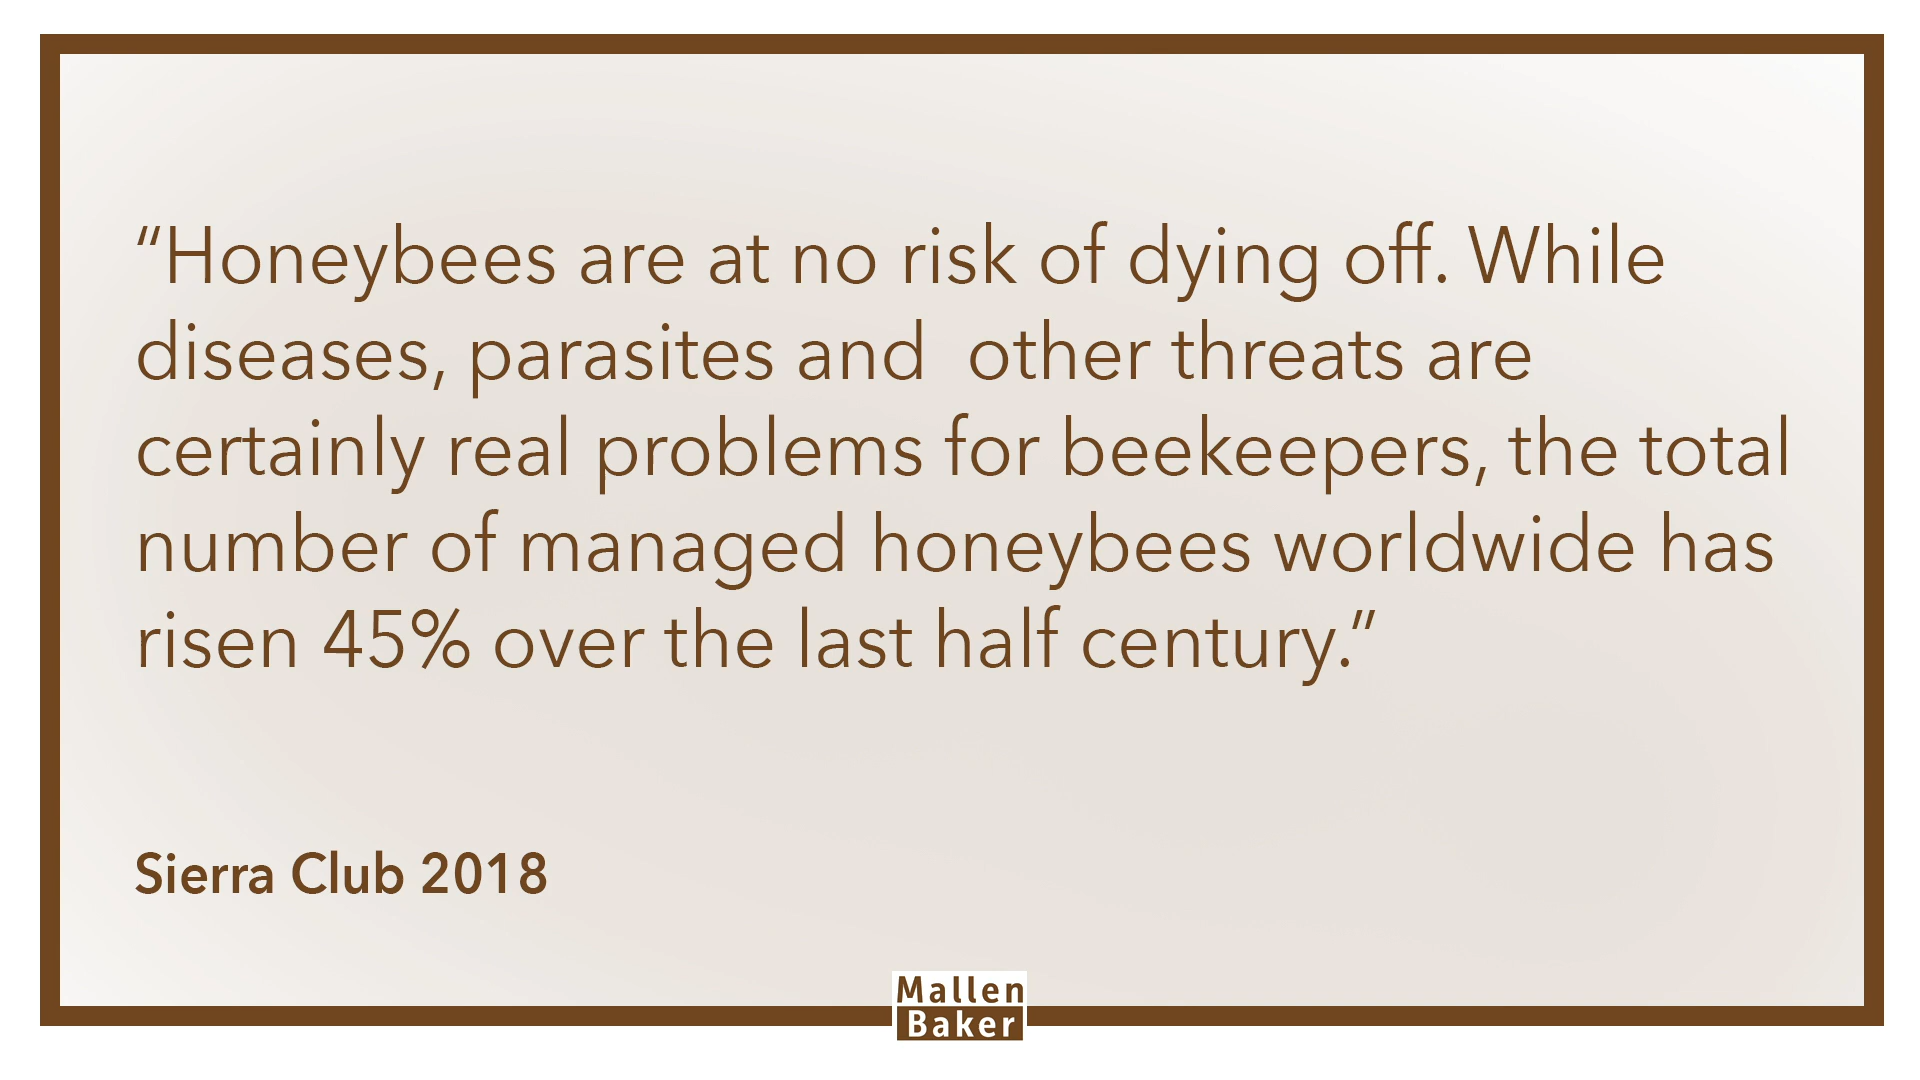 “Honeybees are at no risk of dying off. While
diseases, parasites and  other threats are
certainly real problems for beekeepers, the total
number of managed honeybees worldwide has
risen 45% over the last half century.”
Sierra Club 2018
Mallen
Baker